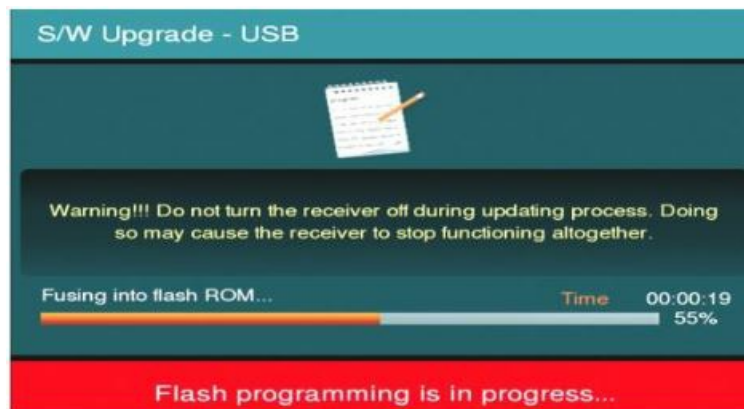 S/W Upgrade - USB
Warning!!! Do not turn the receiver off during updating process. Doing
so may cause the receiver to stop functioning altogether.
Fusing into flash ROM...
Time 00:00:19
55%
Flash programming is in progress...